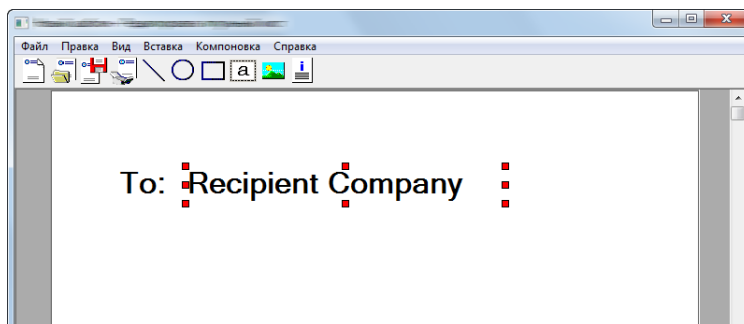 Файл Правка Вид Вставка Компоновка Справка
a i
To: Recipient Company